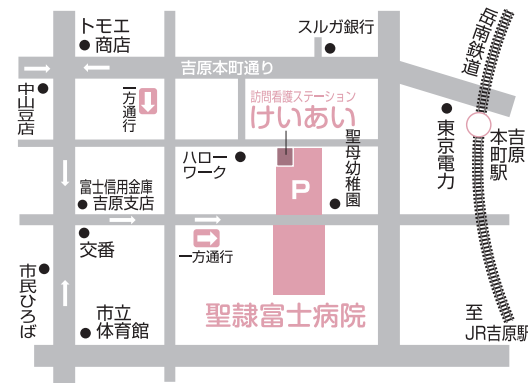 トモエ
商店
スルガ銀行
岳南鉄道
吉原本町通り
中山豆店
一方通行
訪問看護ステーション
けいあい
吉原
本町駅
東京電力
聖母幼稚園
ハロー
ワーク
富士信用金庫
吉原支店
P
交番
一方通行
市民ひろば
市立
体育館
聖隷富士病院
至
JR吉原駅